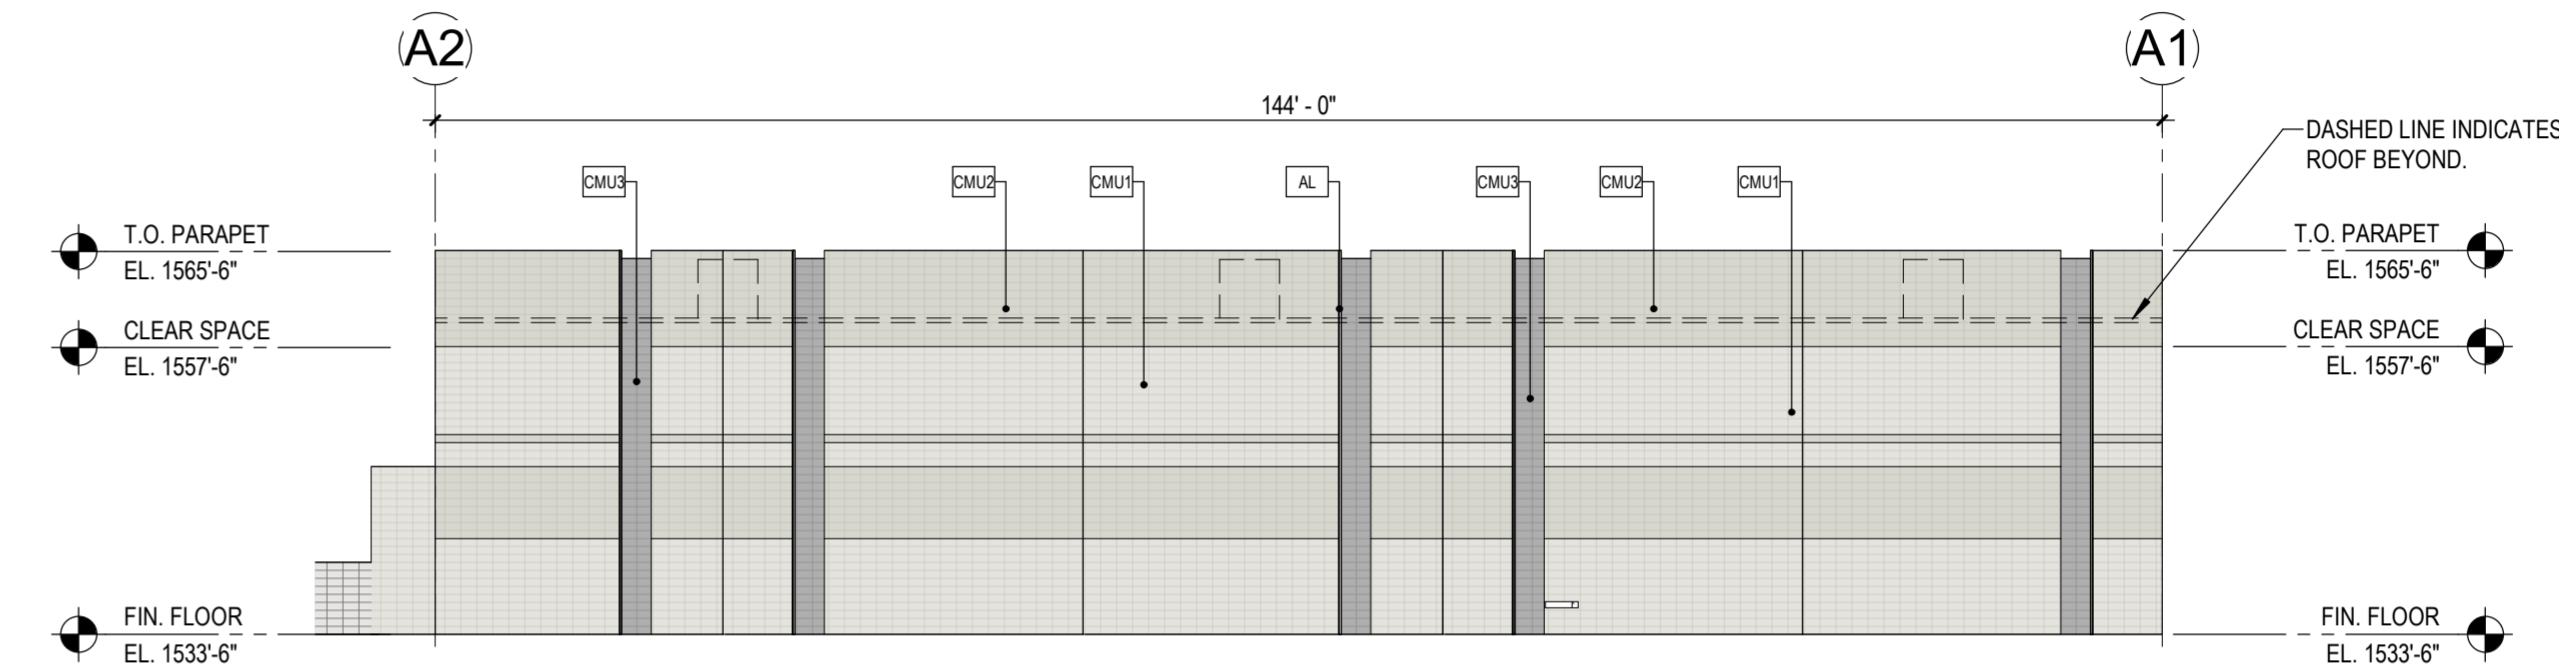 A2
A1
144' - 0"
DASHED LINE INDICATES
ROOF BEYOND.
CMU3
CMU2
CMU1
AL
CMU3
CMU2
CMU1
T.O. PARAPET
EL. 1565'-6"
T.O. PARAPET
EL. 1565'-6"
CLEAR SPACE
EL. 1557'-6"
CLEAR SPACE
EL. 1557'-6"
FIN. FLOOR
EL. 1533'-6"
FIN. FLOOR
EL. 1533'-6"